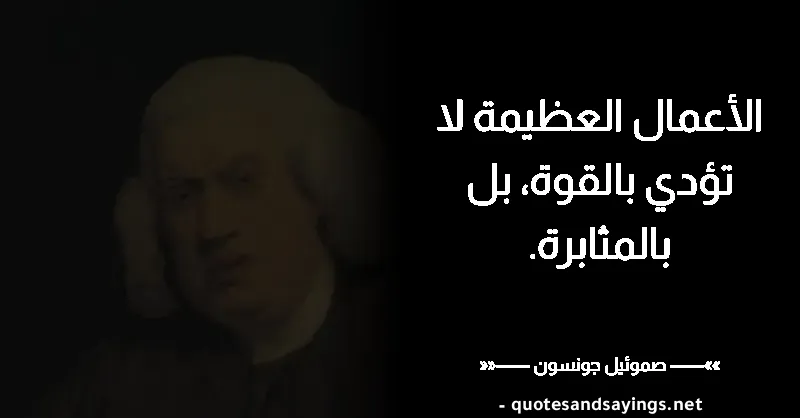 الأعمال العظيمة لا
تؤدي بالقوة، بل
بالمثابرة.
»»—— صموئيل جونسون ——««
- quotesandsayings.net